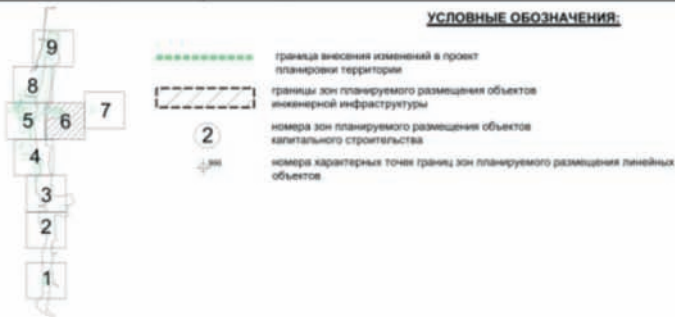 УСЛОВНЫЕ ОБОЗНАЧЕНИЯ:
9
8
7
5
6
4
3
2
1
граница внесения изменений в проект
планировки территории
границы зон планируемого размещения объектов
инженерной инфраструктуры
2
номера зон планируемого размещения объектов
капитального строительства
номера характерных точек границ зон планируемого размещения линейных
объектов